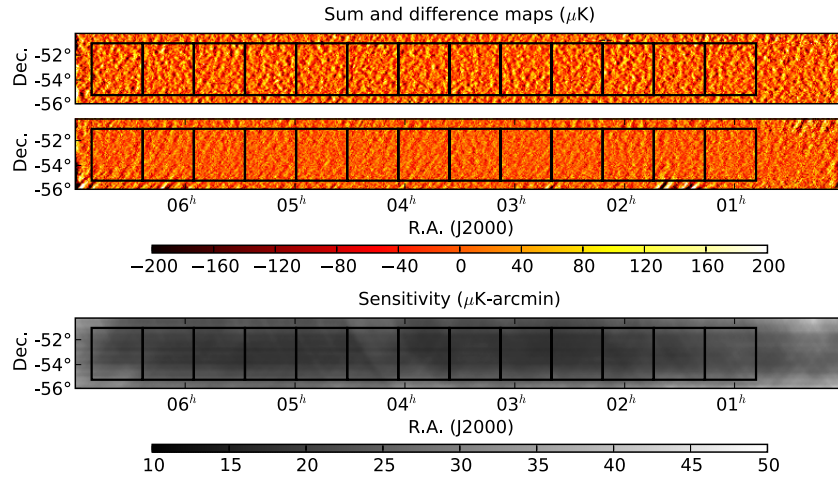 Sum and difference maps (μK)
Dec.
-52°
-54°
-56°
Dec.
-52°
-54°
-56°
06ʰ 05ʰ 04ʰ 03ʰ 02ʰ 01ʰ
R.A. (J2000)
−200 −160 −120 −80 −40 0 40 80 120 160 200
Sensitivity (μK-arcmin)
Dec.
-52°
-54°
-56°
06ʰ 05ʰ 04ʰ 03ʰ 02ʰ 01ʰ
R.A. (J2000)
10 15 20 25 30 35 40 45 50